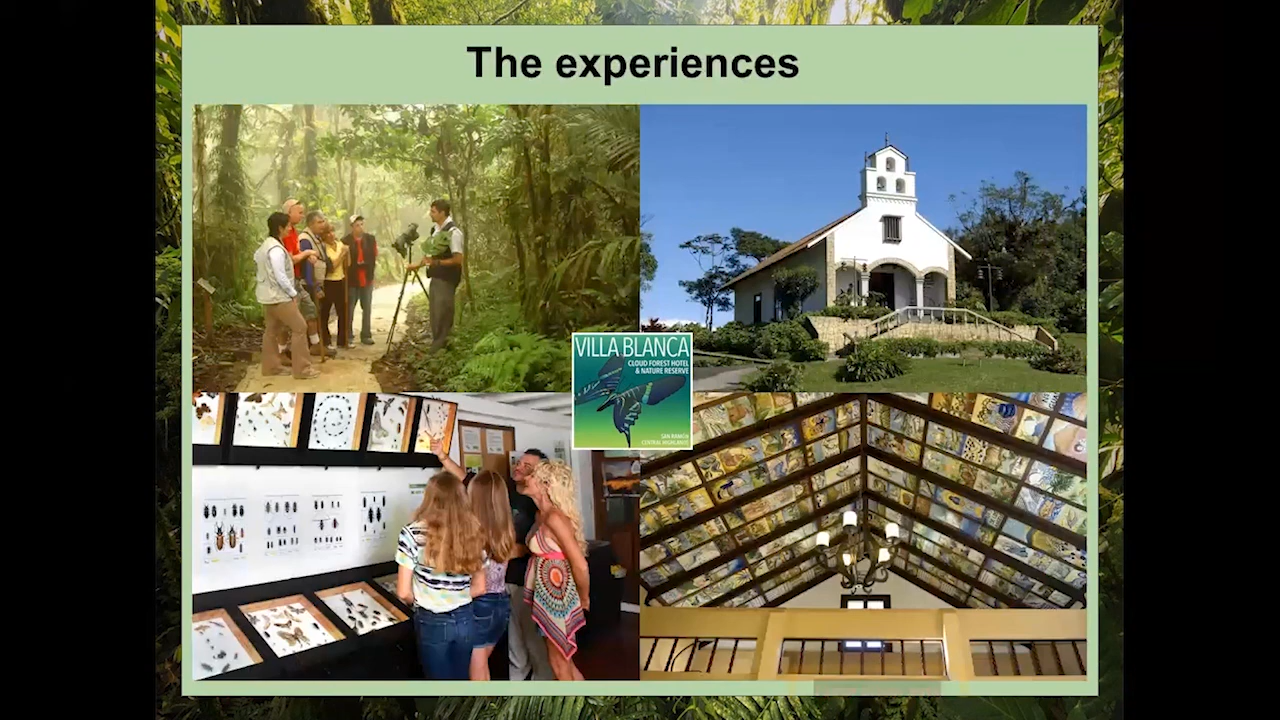 The experiences
VILLA BLANCA
CLOUD FOREST HOTEL
& NATURE RESERVE
SAN RAMON
CENTRAL HIGHLANDS